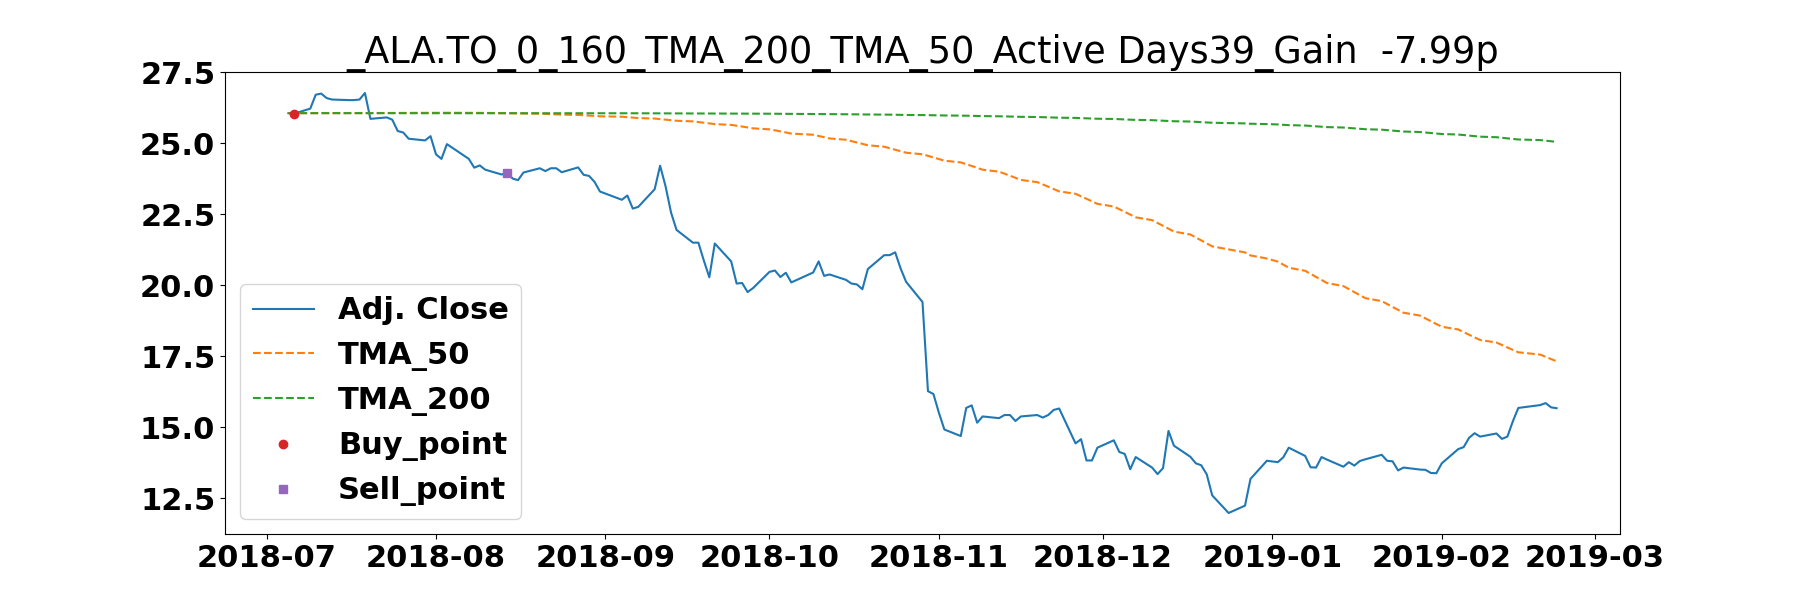 _ALA.TO_0_160_TMA_200_TMA_50_Active Days39_Gain  -7.99p
27.5
25.0
22.5
20.0
17.5
15.0
12.5
Adj. Close
TMA_50
TMA_200
Buy_point
Sell_point
2018-07 2018-08 2018-09 2018-10 2018-11 2018-12 2019-01 2019-02 2019-03